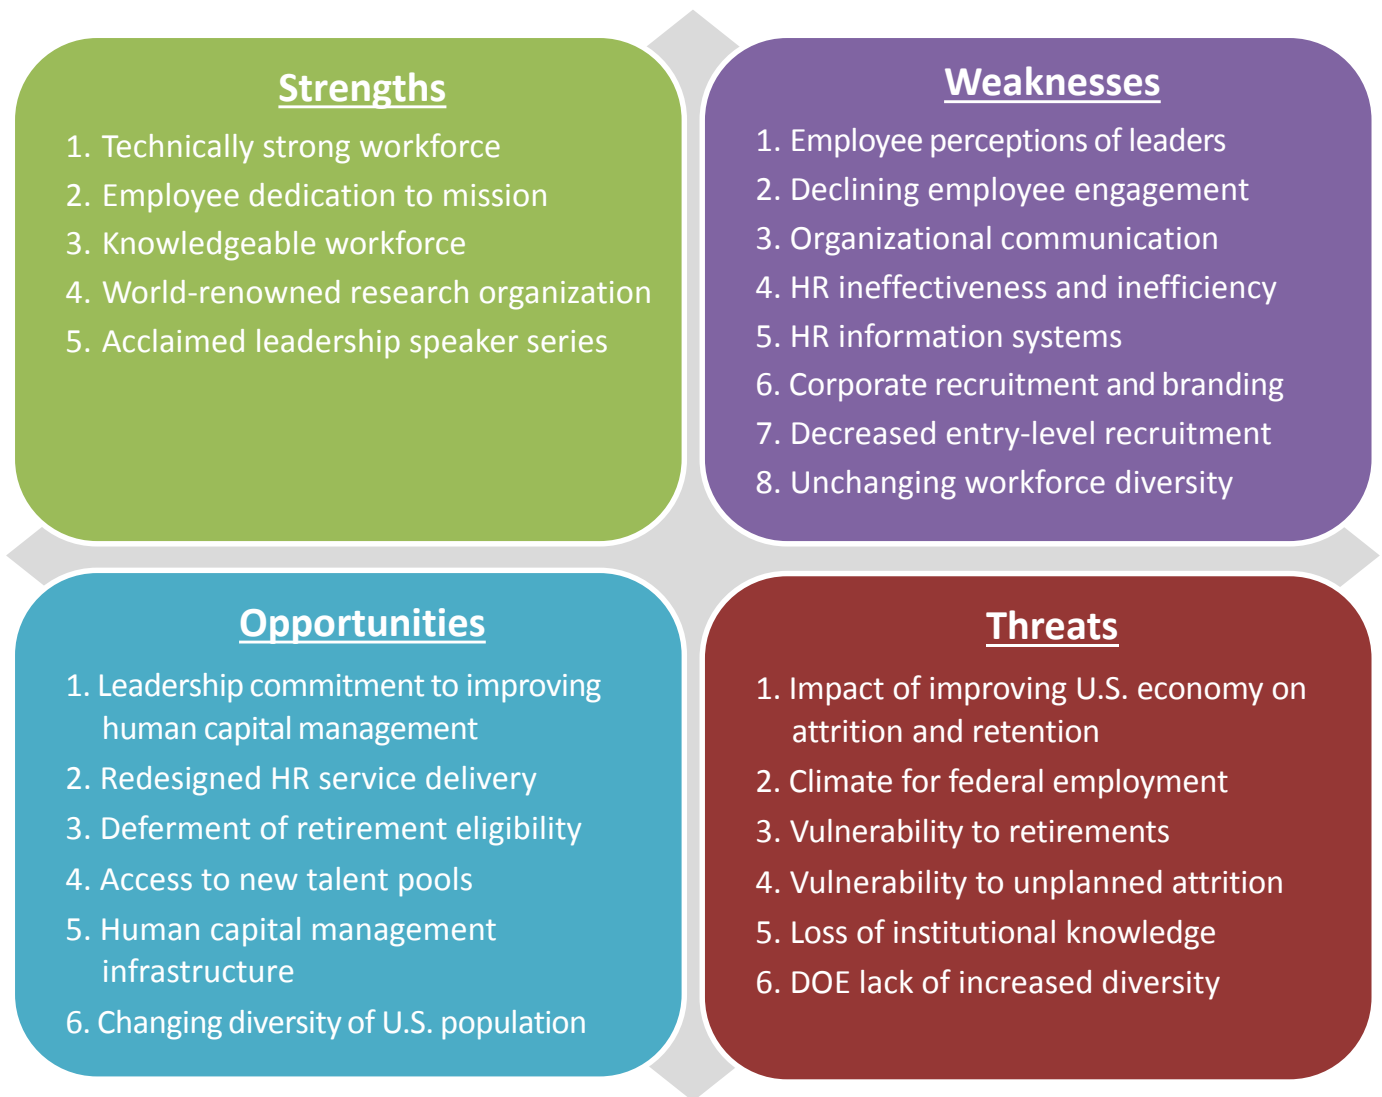 Strengths
1. Technically strong workforce
2. Employee dedication to mission
3. Knowledgeable workforce
4. World-renowned research organization
5. Acclaimed leadership speaker series
Weaknesses
1. Employee perceptions of leaders
2. Declining employee engagement
3. Organizational communication
4. HR ineffectiveness and inefficiency
5. HR information systems
6. Corporate recruitment and branding
7. Decreased entry-level recruitment
8. Unchanging workforce diversity
Opportunities
1. Leadership commitment to improving
human capital management
2. Redesigned HR service delivery
3. Deferment of retirement eligibility
4. Access to new talent pools
5. Human capital management
infrastructure
6. Changing diversity of U.S. population
Threats
1. Impact of improving U.S. economy on
attrition and retention
2. Climate for federal employment
3. Vulnerability to retirements
4. Vulnerability to unplanned attrition
5. Loss of institutional knowledge
6. DOE lack of increased diversity